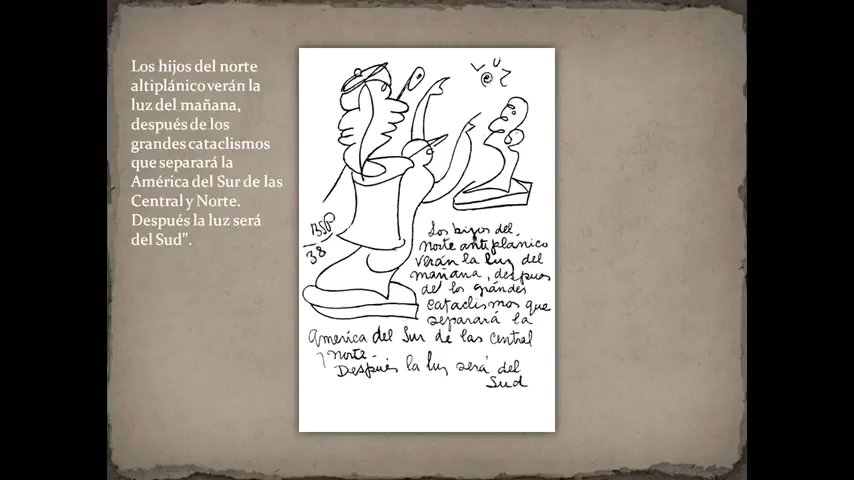 Los hijos del norte
altiplánico verán la
luz del mañana,
después de los
grandes cataclismos
que separará la
América del Sur de las
Central y Norte.
Después la luz será
del Sud".
LUZ
BSP
38
Los hijos del
norte antiplánico
verán la luz del
mañana, despues
de los grándes
cataclismos que
separará la
America del Sur de las Central
y Norte.
Después la luz será del
Sud